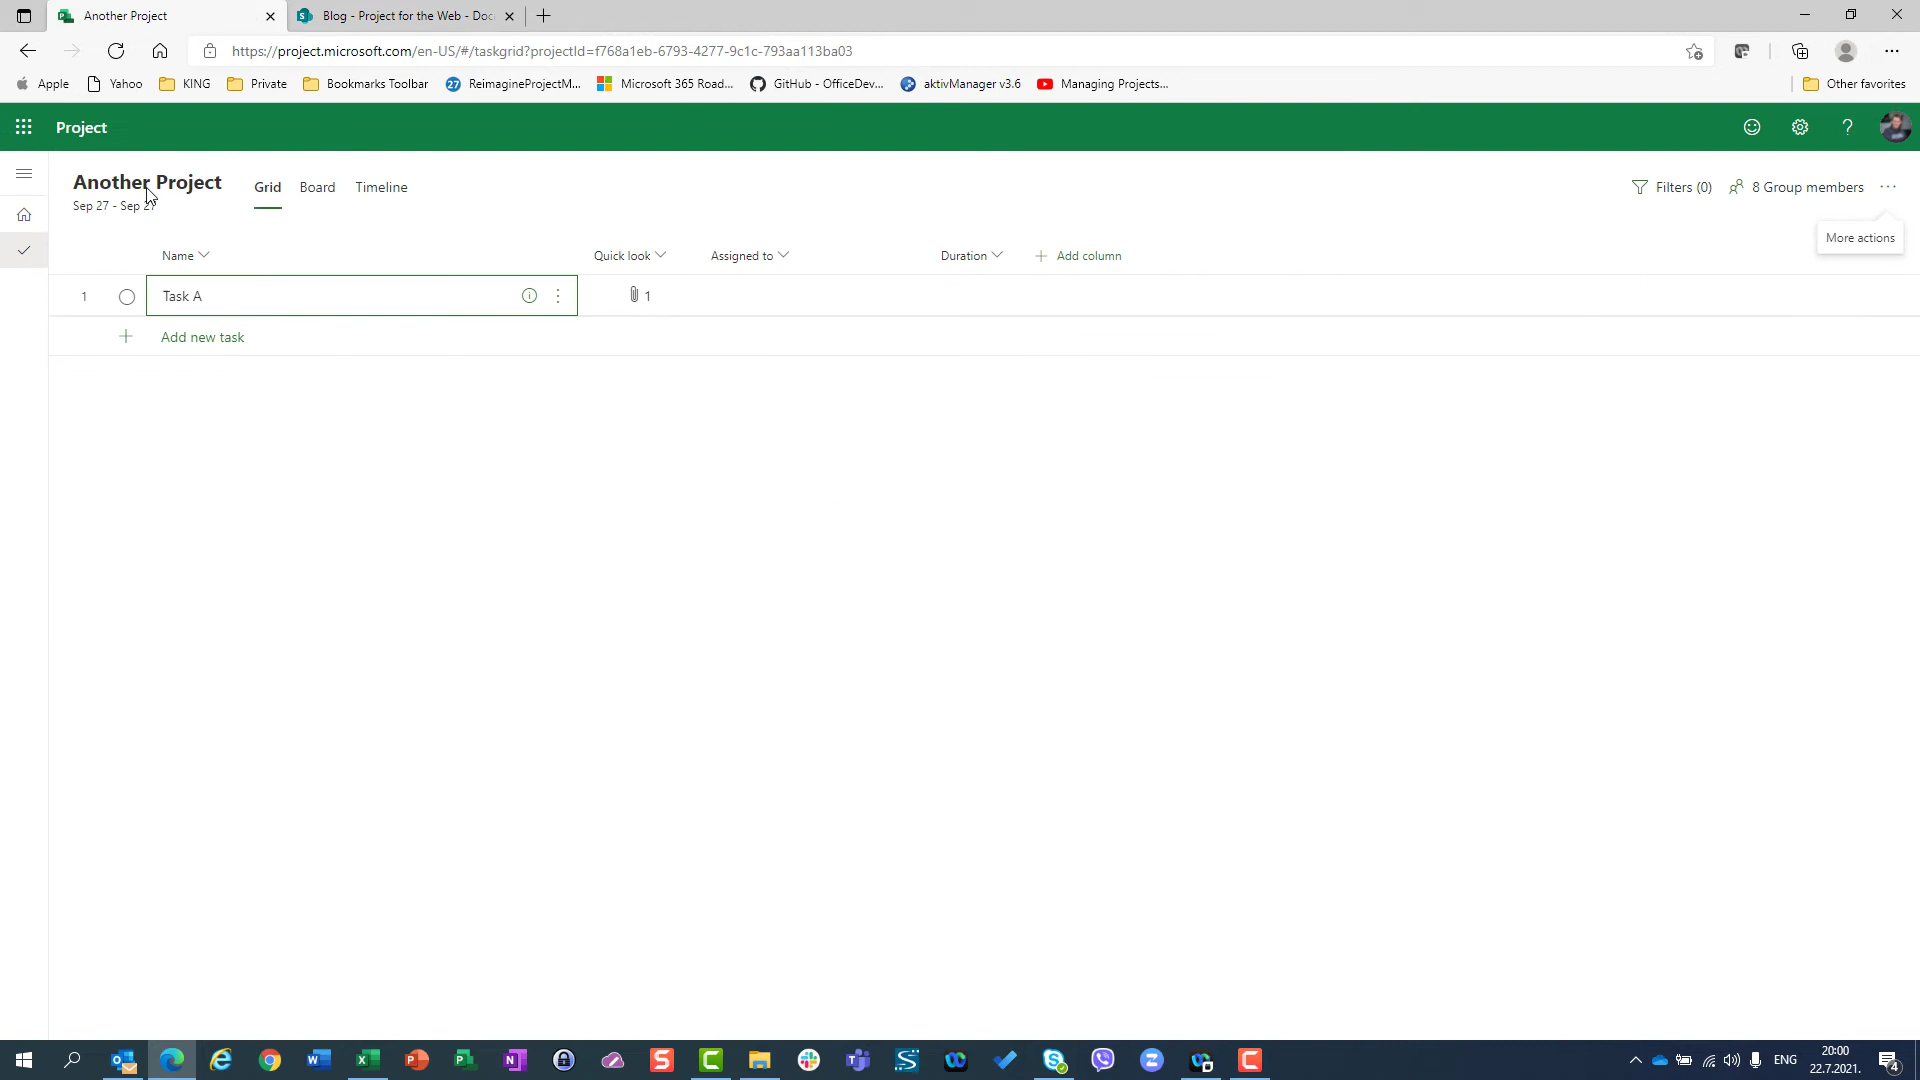 Another Project
Blog - Project for the Web - Doc
https://project.microsoft.com/en-US/#/taskgrid?projectId=f768a1eb-6793-4277-9c1c-793aa113ba03
Apple Yahoo KING Private Bookmarks Toolbar 27 ReimagineProjectM... Microsoft 365 Road... GitHub - OfficeDev... aktivManager v3.6 Managing Projects... Other favorites
Project
Another Project Grid Board Timeline Filters (0) 8 Group members
Sep 27 - Sep 27
More actions
Name Quick look Assigned to Duration Add column
1 Task A 1
Add new task
ENG
20:00
22.7.2021.
4